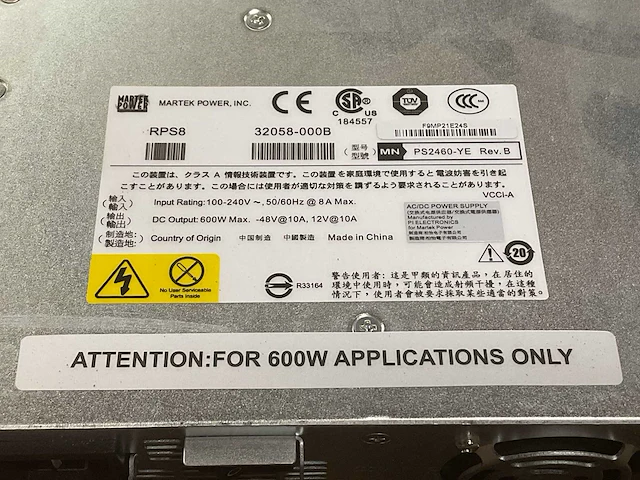 MARTEK POWER
MARTEK POWER, INC.
CE
CSA ®
C US
184557
TUV
CCC
F9MP21E24S
RPS8
32058-000B
(型号 / 型號) MN PS2460-YE Rev.B
この装置は、クラス A 情報技術装置です。この装置を家庭環境で使用すると電波妨害を引き起
こすことがあります。この場合には使用者が適切な対策を講ずるよう要求されることがあります。
VCCI-A
(输入 / 輸入) Input Rating:100-240V ~, 50/60Hz @ 8A Max.
(输出 / 輸出) DC Output: 600W Max. -48V@10A, 12V@10A
(制造地: / 製造地:) Country of Origin 中国制造 中國製造 Made in China
AC/DC POWER SUPPLY
Manufactured by
PI ELECTRONICS
for Martek Power
20
No User Serviceable
Parts Inside
R33164
警告使用者: 這是甲類的資訊產品, 在居住的
環境中使用時, 可能會造成射頻干擾, 在這種
情況下, 使用者會被要求採取某些適當的對策。
ATTENTION:FOR 600W APPLICATIONS ONLY